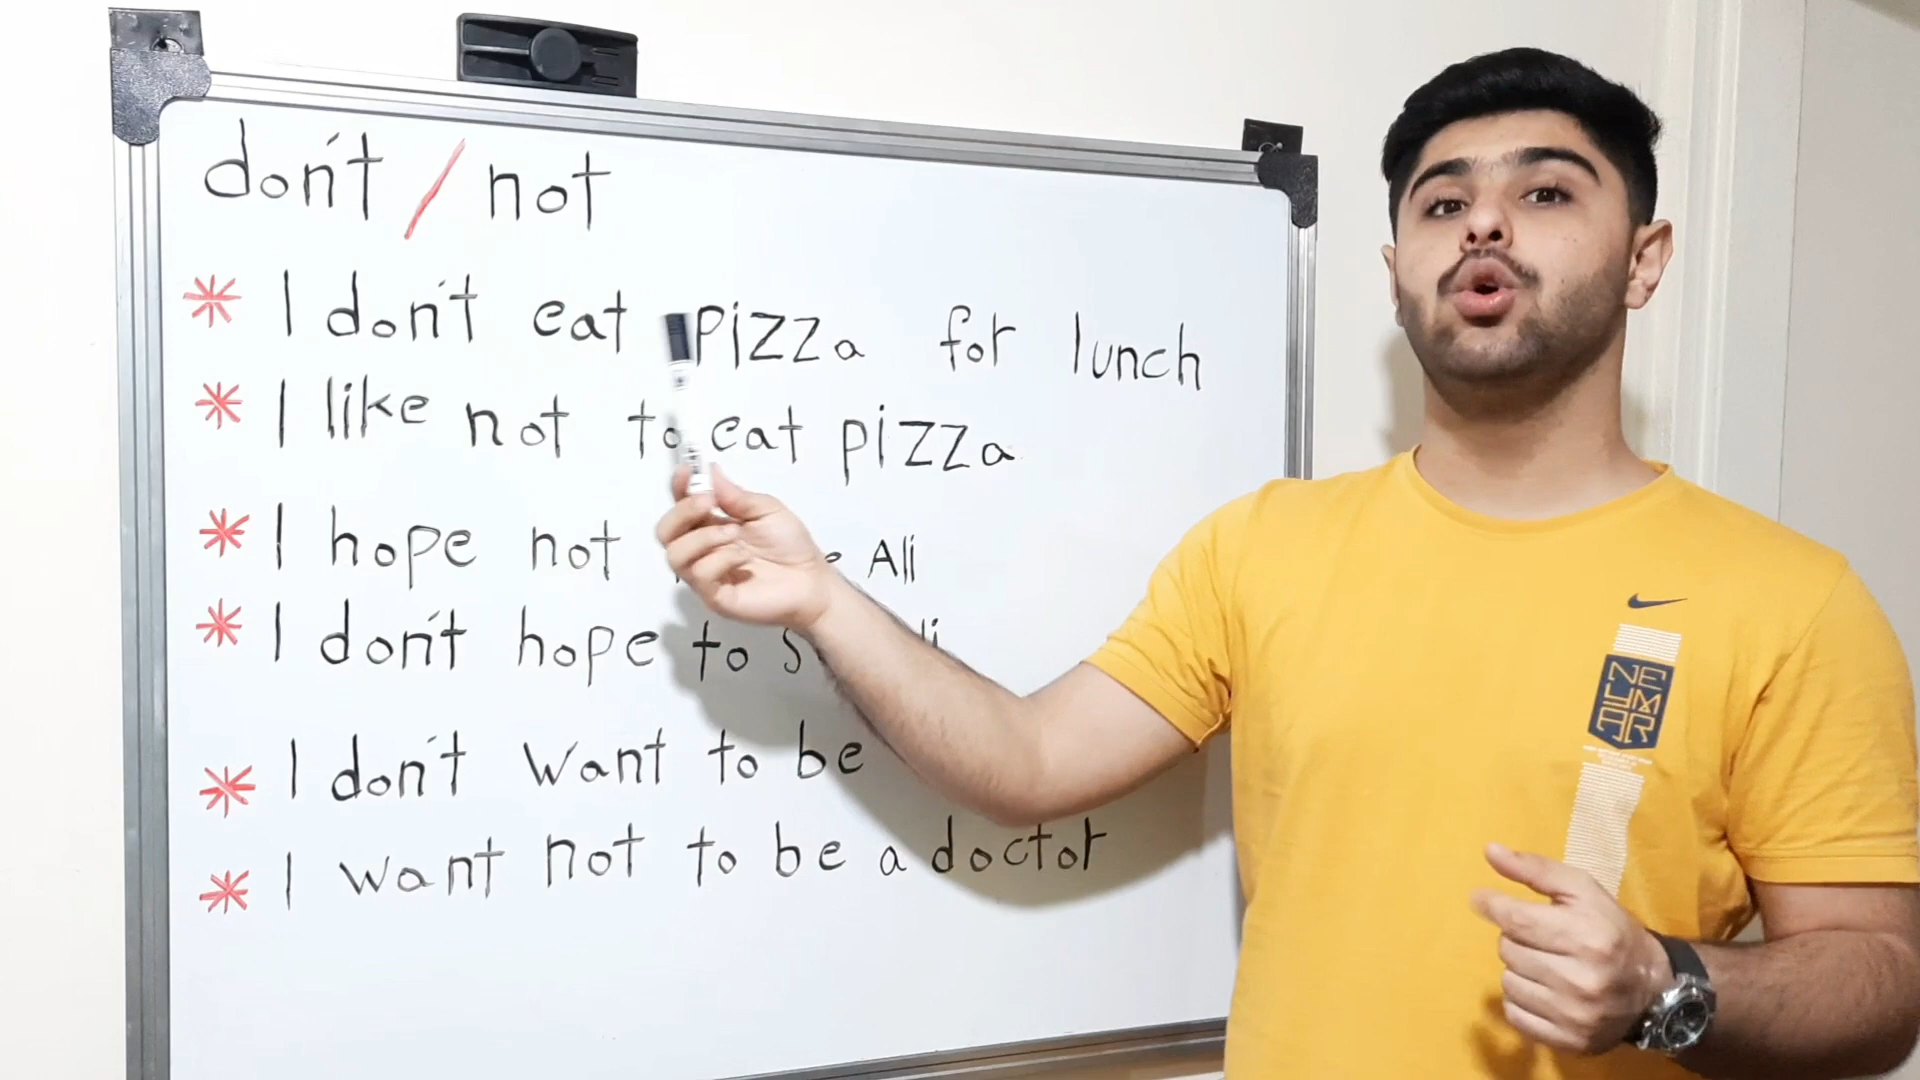 don't / not
* I don't eat pizza for lunch
* I like not to eat pizza
* I hope not Ali
* I don't hope to
* I don't want to be
* I want not to be a doctor
NEYMAR